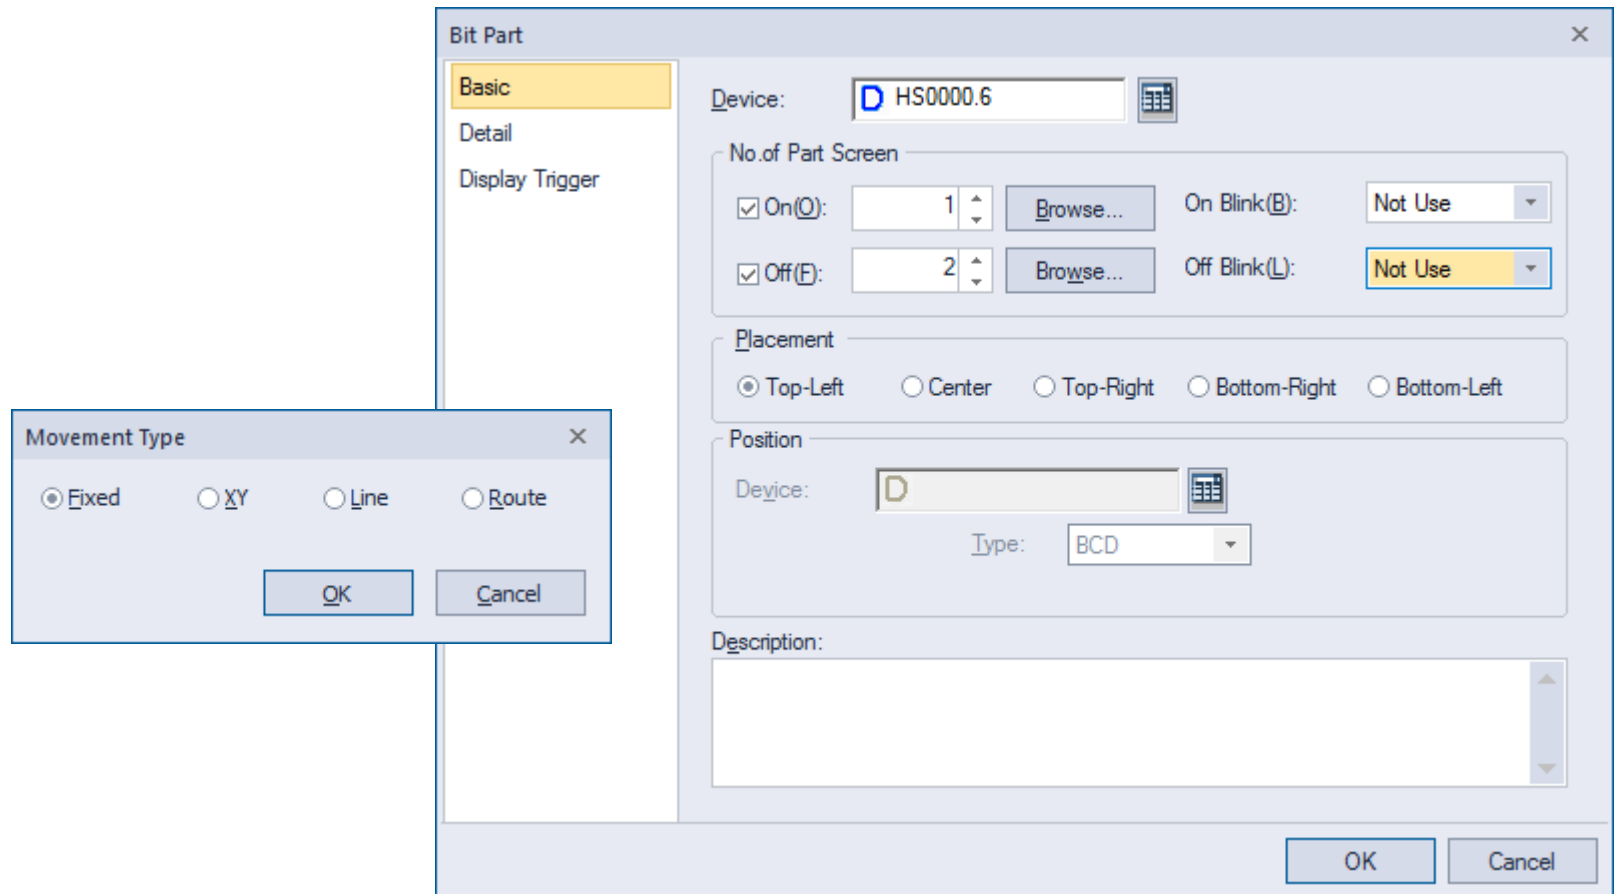 Bit Part
Basic
Detail
Display Trigger
Device: D HS0000.6
No.of Part Screen
On(O): 1 Browse... On Blink(B): Not Use
Off(F): 2 Browse... Off Blink(L): Not Use
Placement
Top-Left Center Top-Right Bottom-Right Bottom-Left
Position
Device: D
Type: BCD
Description:
OK Cancel
Movement Type
Fixed XY Line Route
OK Cancel